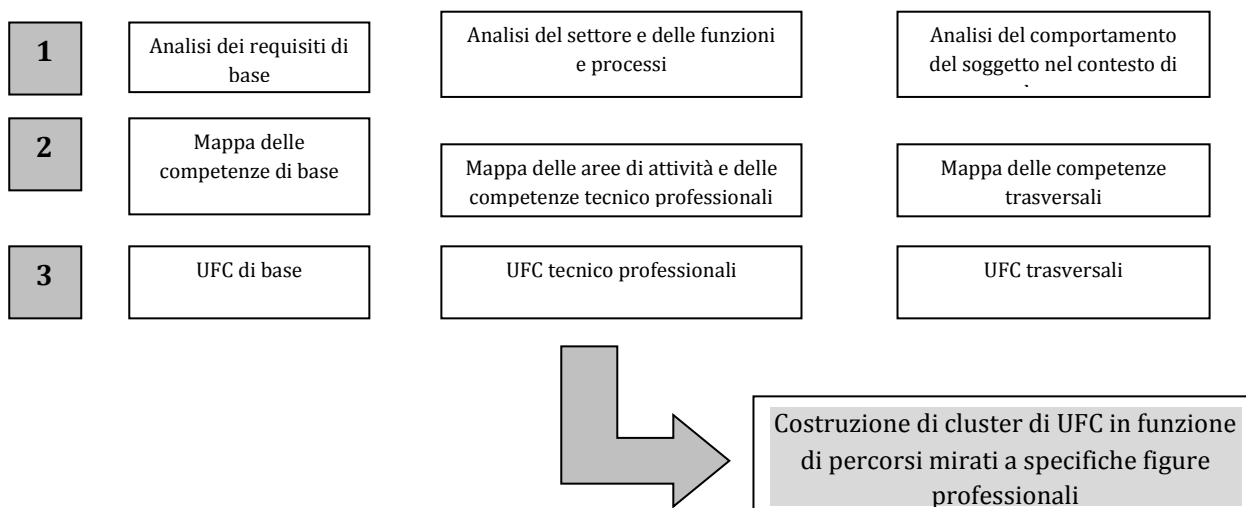 1
Analisi dei requisiti di
base
Analisi del settore e delle funzioni
e processi
Analisi del comportamento
del soggetto nel contesto di
2
Mappa delle
competenze di base
Mappa delle aree di attività e delle
competenze tecnico professionali
Mappa delle competenze
trasversali
3
UFC di base
UFC tecnico professionali
UFC trasversali
Costruzione di cluster di UFC in funzione
di percorsi mirati a specifiche figure
professionali